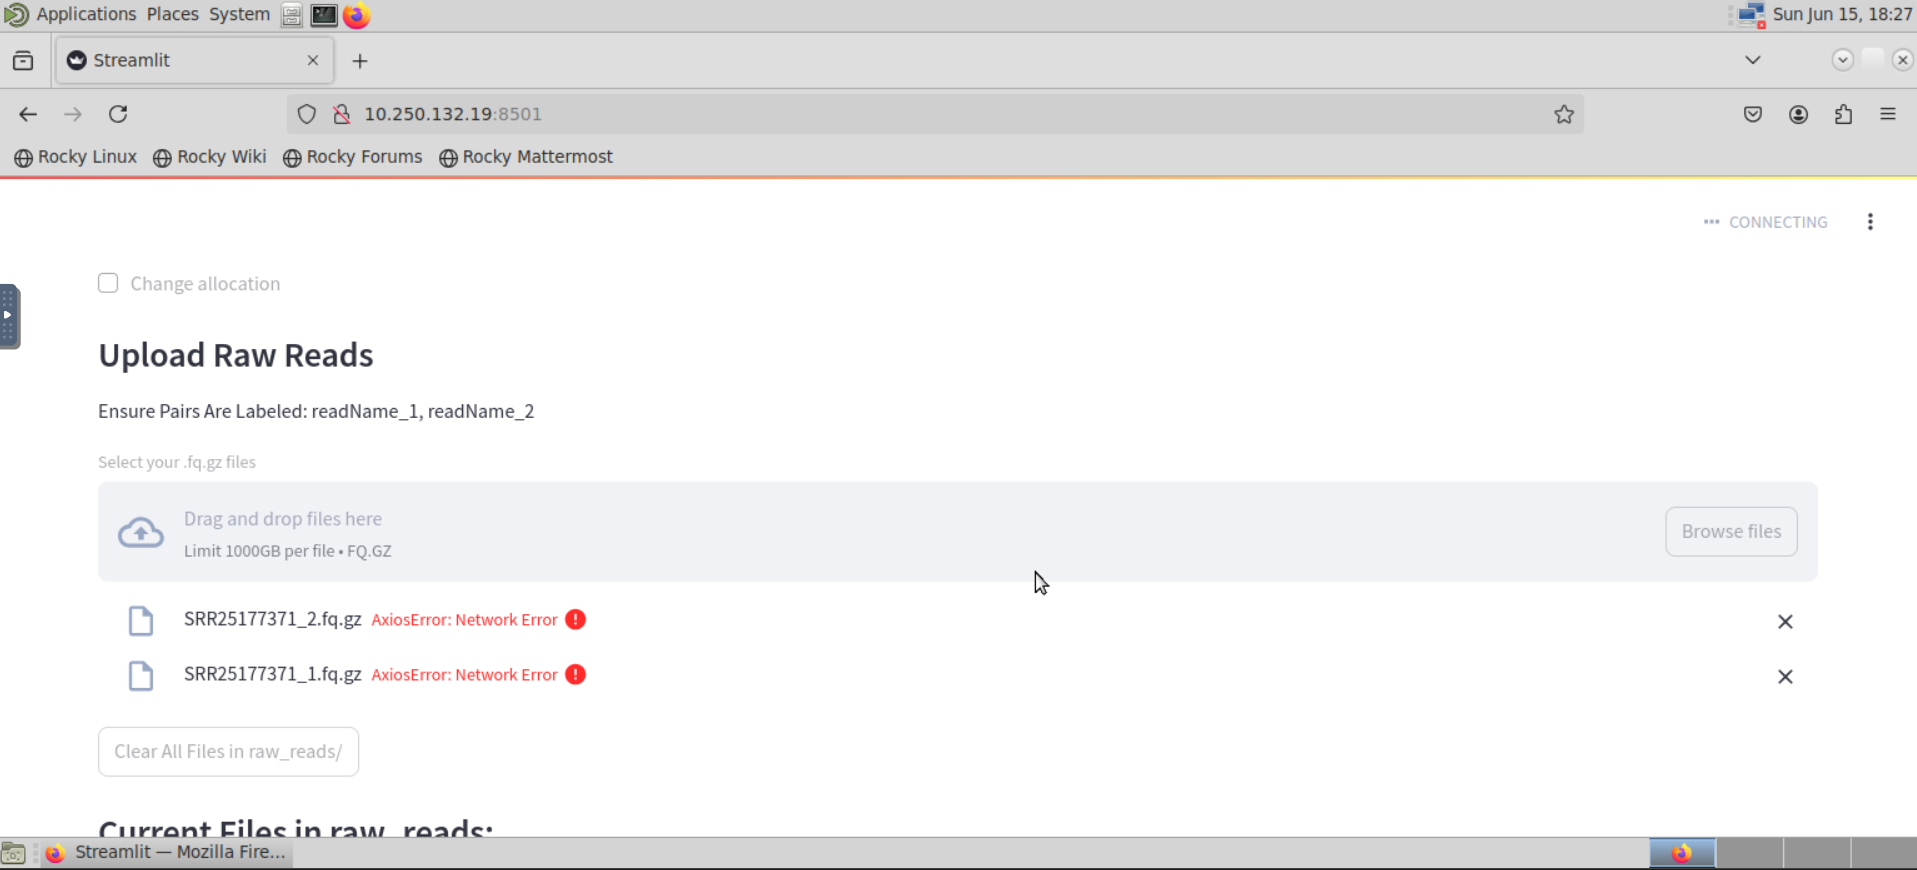 Applications Places System
Sun Jun 15, 18:27
Streamlit
10.250.132.19:8501
Rocky Linux Rocky Wiki Rocky Forums Rocky Mattermost
CONNECTING
Change allocation
Upload Raw Reads
Ensure Pairs Are Labeled: readName_1, readName_2
Select your .fq.gz files
Drag and drop files here
Limit 1000GB per file • FQ.GZ
Browse files
SRR25177371_2.fq.gz AxiosError: Network Error
SRR25177371_1.fq.gz AxiosError: Network Error
Clear All Files in raw_reads/
Current Files in raw_reads:
Streamlit — Mozilla Fire...